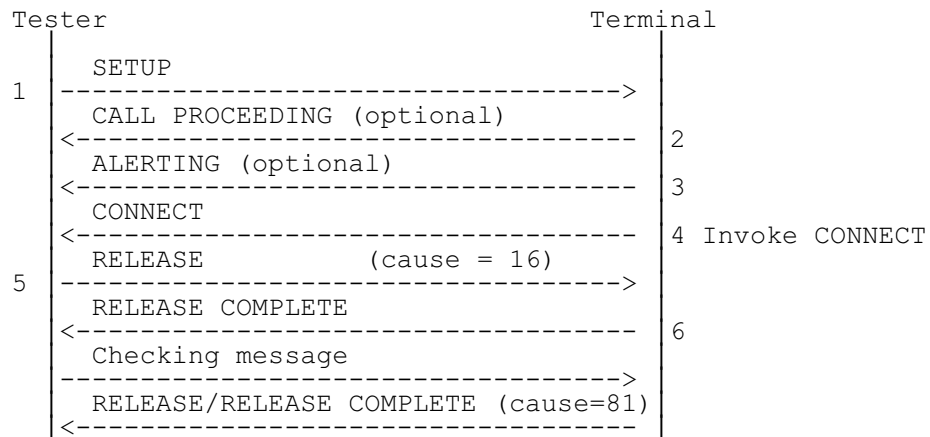 Tester Terminal
SETUP
1
CALL PROCEEDING (optional)
2
ALERTING (optional)
3
CONNECT
4 Invoke CONNECT
RELEASE (cause = 16)
5
RELEASE COMPLETE
6
Checking message
RELEASE/RELEASE COMPLETE (cause=81)